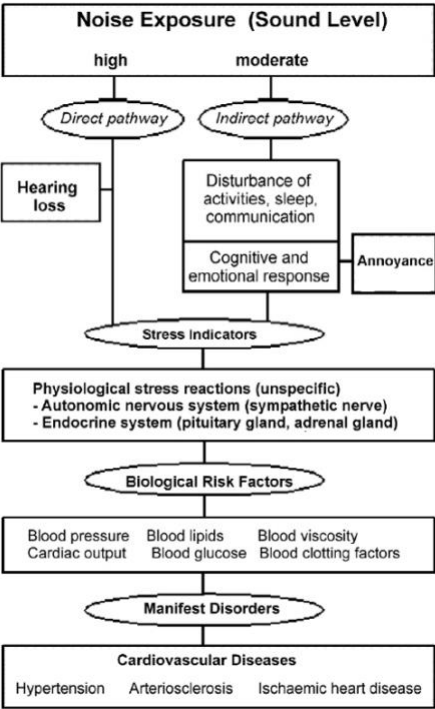 Noise Exposure (Sound Level)
high moderate
Direct pathway Indirect pathway
Hearing
loss
Disturbance of
activities, sleep,
communication
Cognitive and
emotional response
Annoyance
Stress Indicators
Physiological stress reactions (unspecific)
- Autonomic nervous system (sympathetic nerve)
- Endocrine system (pituitary gland, adrenal gland)
Biological Risk Factors
Blood pressure Blood lipids Blood viscosity
Cardiac output Blood glucose Blood clotting factors
Manifest Disorders
Cardiovascular Diseases
Hypertension Arteriosclerosis Ischaemic heart disease